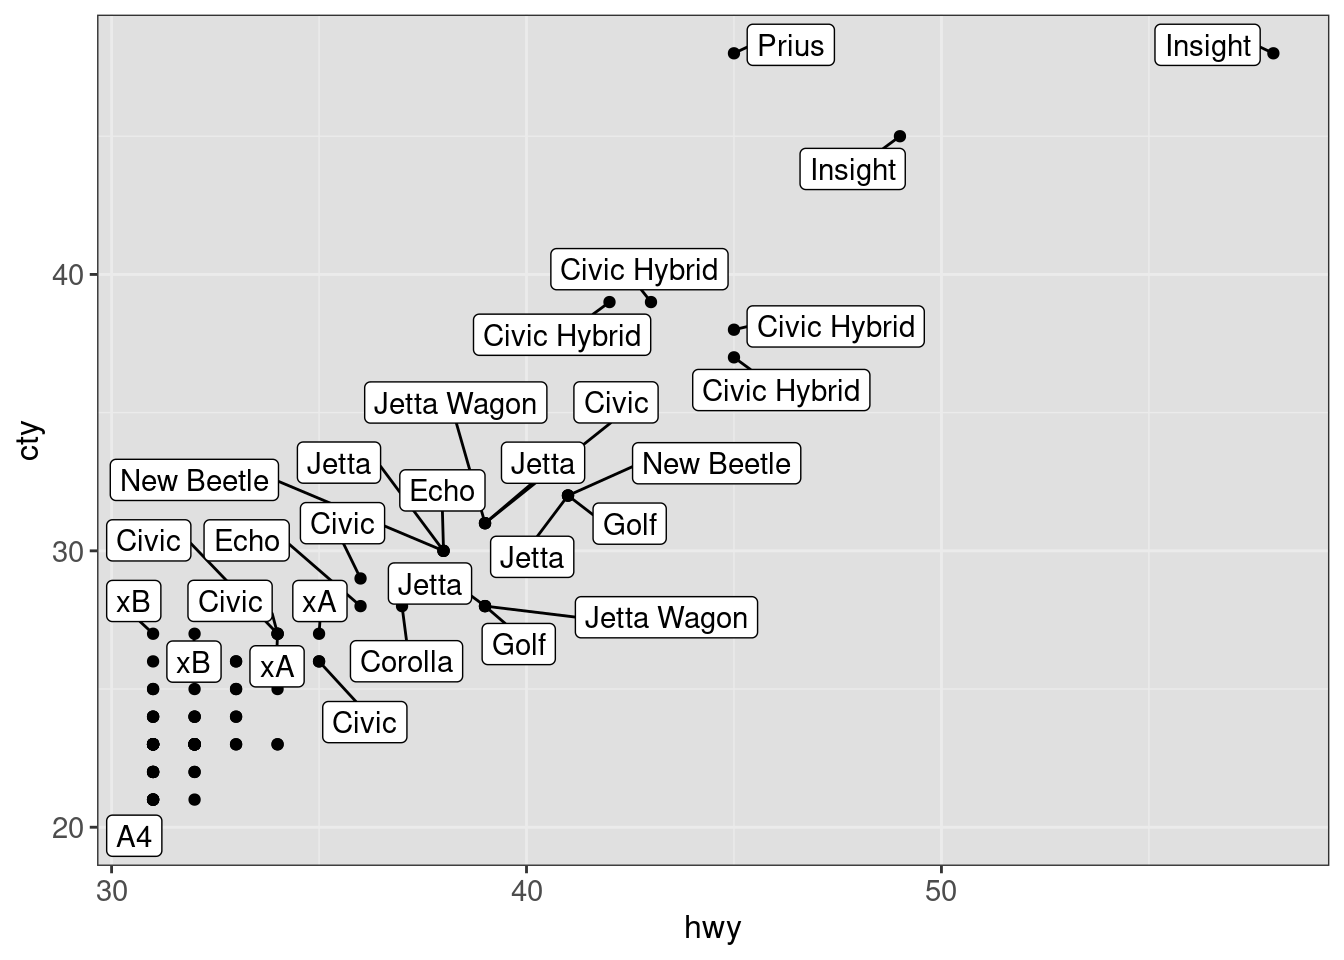 Prius
Insight
Insight
Civic Hybrid
40
Civic Hybrid
Civic Hybrid
Civic Hybrid
Jetta Wagon
Civic
cty
Jetta
Jetta
New Beetle
New Beetle
Echo
Civic
Golf
Civic
Echo
30
Jetta
Jetta
xB
Civic
xA
Jetta Wagon
Golf
xB
xA
Corolla
Civic
20
A4
30
40
50
hwy